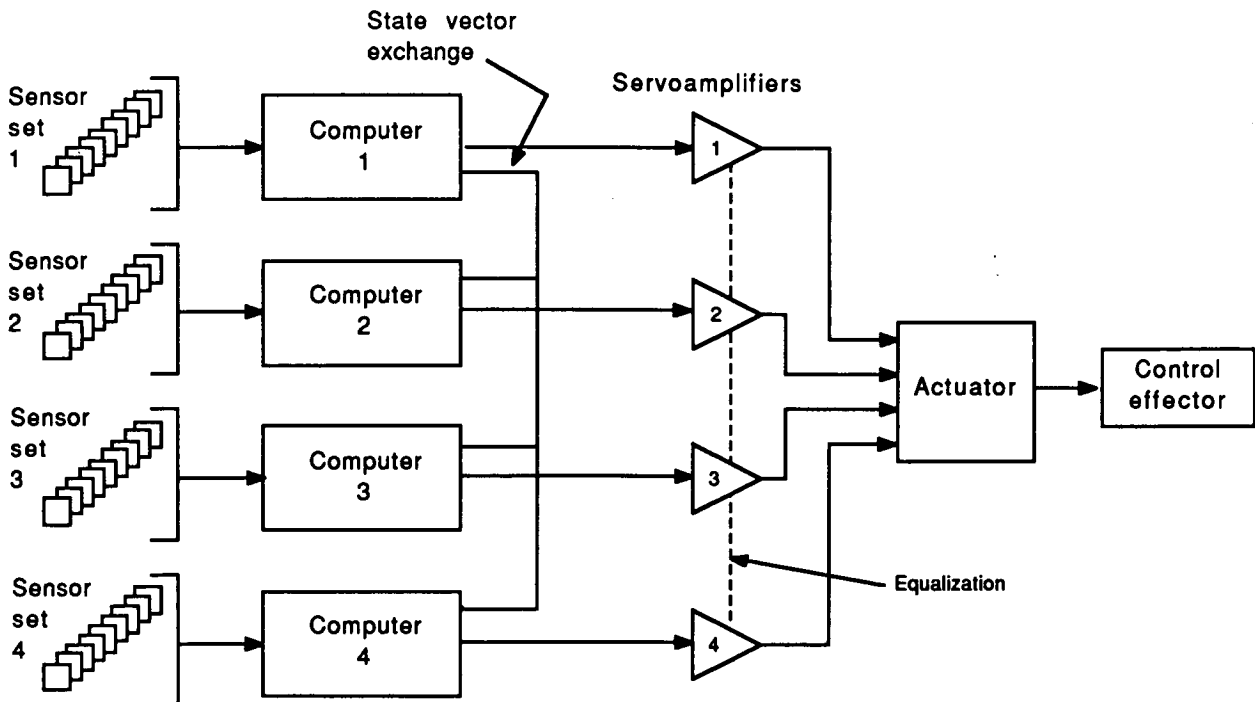 State vector
exchange
Servoamplifiers
Sensor
set
1
Computer
1
1
Sensor
set
2
Computer
2
2
Actuator
Control
effector
Sensor
set
3
Computer
3
3
Equalization
Sensor
set
4
Computer
4
4